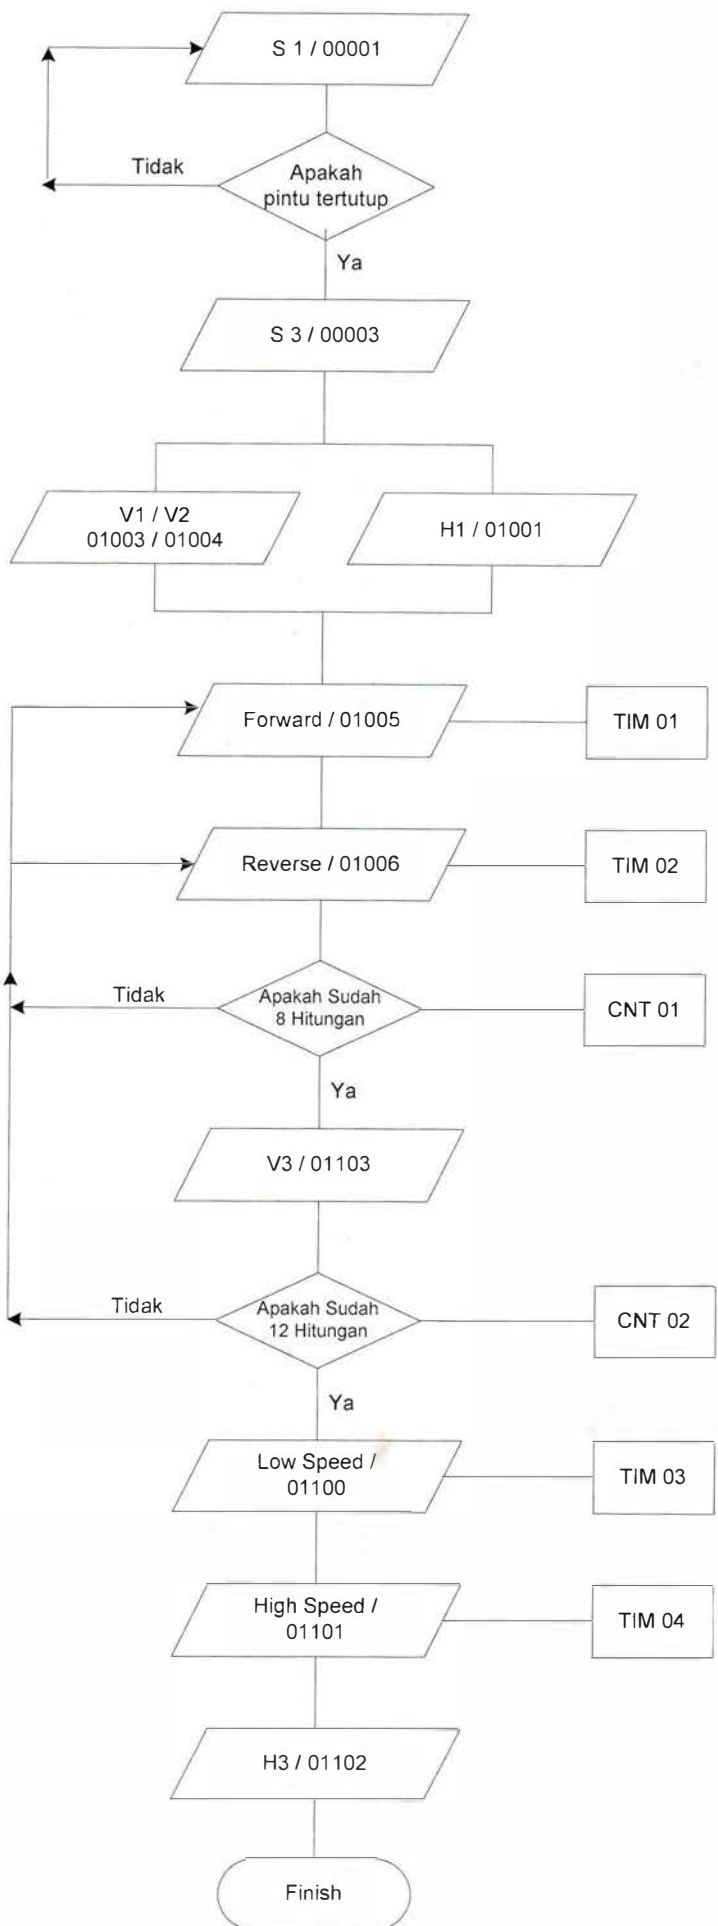 S 1 / 00001
Tidak
Apakah
pintu tertutup
Ya
S 3 / 00003
V1 / V2
01003 / 01004
H1 / 01001
Forward / 01005
TIM 01
Reverse / 01006
TIM 02
Tidak
Apakah Sudah
8 Hitungan
CNT 01
Ya
V3 / 01103
Tidak
Apakah Sudah
12 Hitungan
CNT 02
Ya
Low Speed /
01100
TIM 03
High Speed /
01101
TIM 04
H3 / 01102
Finish